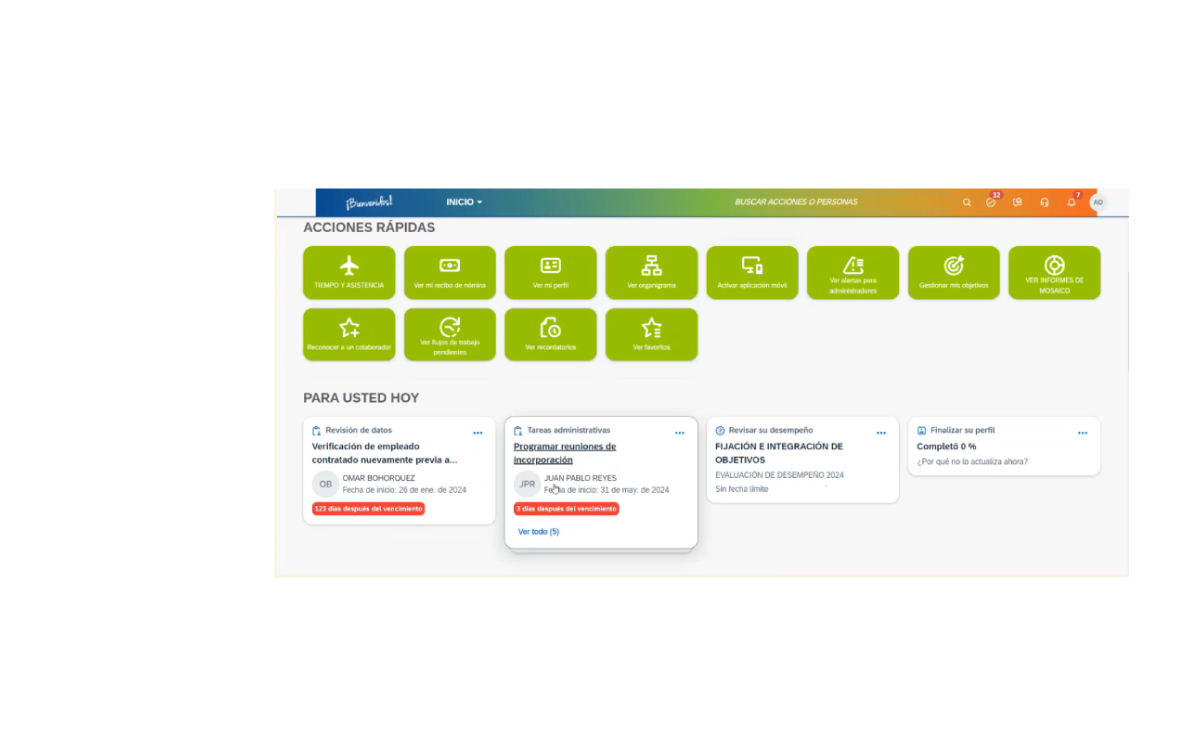 ¡Bienvenidos!
INICIO
BUSCAR ACCIONES O PERSONAS
32
7
AO
ACCIONES RÁPIDAS
TIEMPO Y ASISTENCIA
Ver mi recibo de nómina
Ver mi perfil
Ver organigrama
Activar aplicación móvil
Ver alertas para
administradores
Gestionar mis objetivos
VER INFORMES DE
MOSAICO
Reconocer a un colaborador
Ver flujos de trabajo
pendientes
Ver recordatorios
Ver favoritos
PARA USTED HOY
Revisión de datos
Verificación de empleado
contratado nuevamente previa a...
OB
OMAR BOHORQUEZ
Fecha de inicio: 26 de ene. de 2024
123 días después del vencimiento
Tareas administrativas
Programar reuniones de
incorporación
JPR
JUAN PABLO REYES
Fecha de inicio: 31 de may. de 2024
3 días después del vencimiento
Ver todo (5)
Revisar su desempeño
FIJACIÓN E INTEGRACIÓN DE
OBJETIVOS
EVALUACIÓN DE DESEMPEÑO 2024
Sin fecha límite
Finalizar su perfil
Completó 0 %
¿Por qué no lo actualiza ahora?